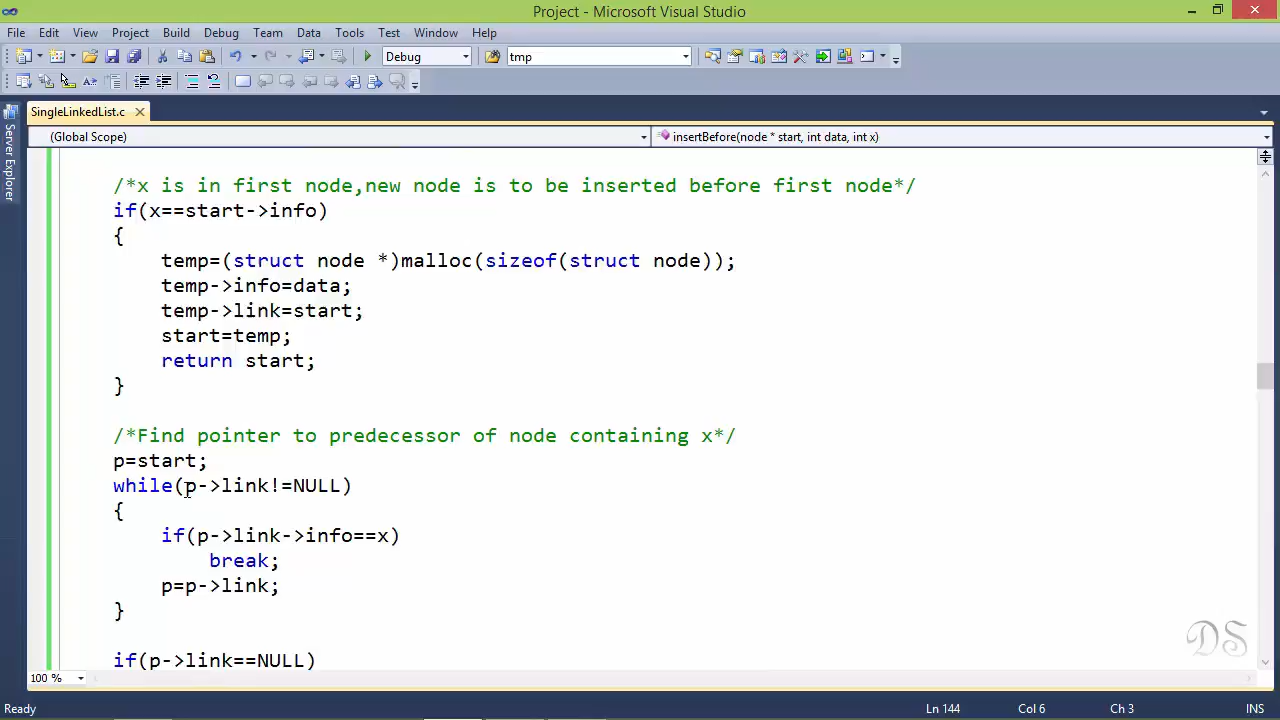 Project - Microsoft Visual Studio
File Edit View Project Build Debug Team Data Tools Test Window Help
Debug tmp
SingleLinkedList.c
(Global Scope) insertBefore(node * start, int data, int x)
Server Explorer
/*x is in first node,new node is to be inserted before first node*/
if(x==start->info)
{
temp=(struct node *)malloc(sizeof(struct node));
temp->info=data;
temp->link=start;
start=temp;
return start;
}
/*Find pointer to predecessor of node containing x*/
p=start;
while(p->link!=NULL)
{
if(p->link->info==x)
break;
p=p->link;
}
if(p->link==NULL)
DS
100 %
Ready Ln 144 Col 6 Ch 3 INS